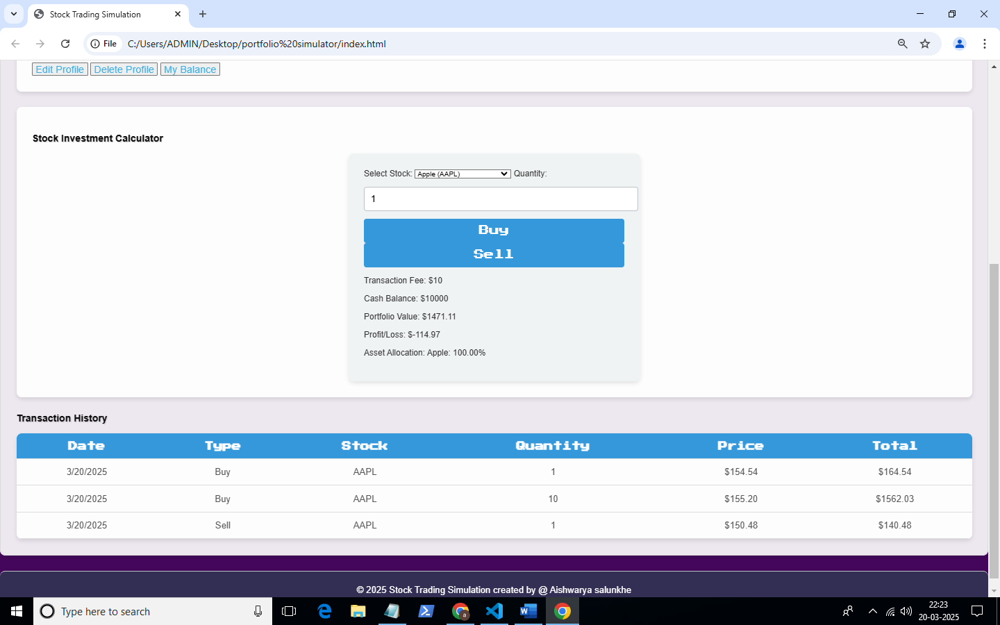 Stock Trading Simulation
File C:/Users/ADMIN/Desktop/portfolio%20simulator/index.html
Edit Profile Delete Profile My Balance
Stock Investment Calculator
Select Stock: Apple (AAPL) Quantity:
1
Buy
Sell
Transaction Fee: $10
Cash Balance: $10000
Portfolio Value: $1471.11
Profit/Loss: $-114.97
Asset Allocation: Apple: 100.00%
Transaction History
Date Type Stock Quantity Price Total
3/20/2025 Buy AAPL 1 $154.54 $164.54
3/20/2025 Buy AAPL 10 $155.20 $1562.03
3/20/2025 Sell AAPL 1 $150.48 $140.48
© 2025 Stock Trading Simulation created by @ Aishwarya salunkhe
Type here to search
22:23
20-03-2025